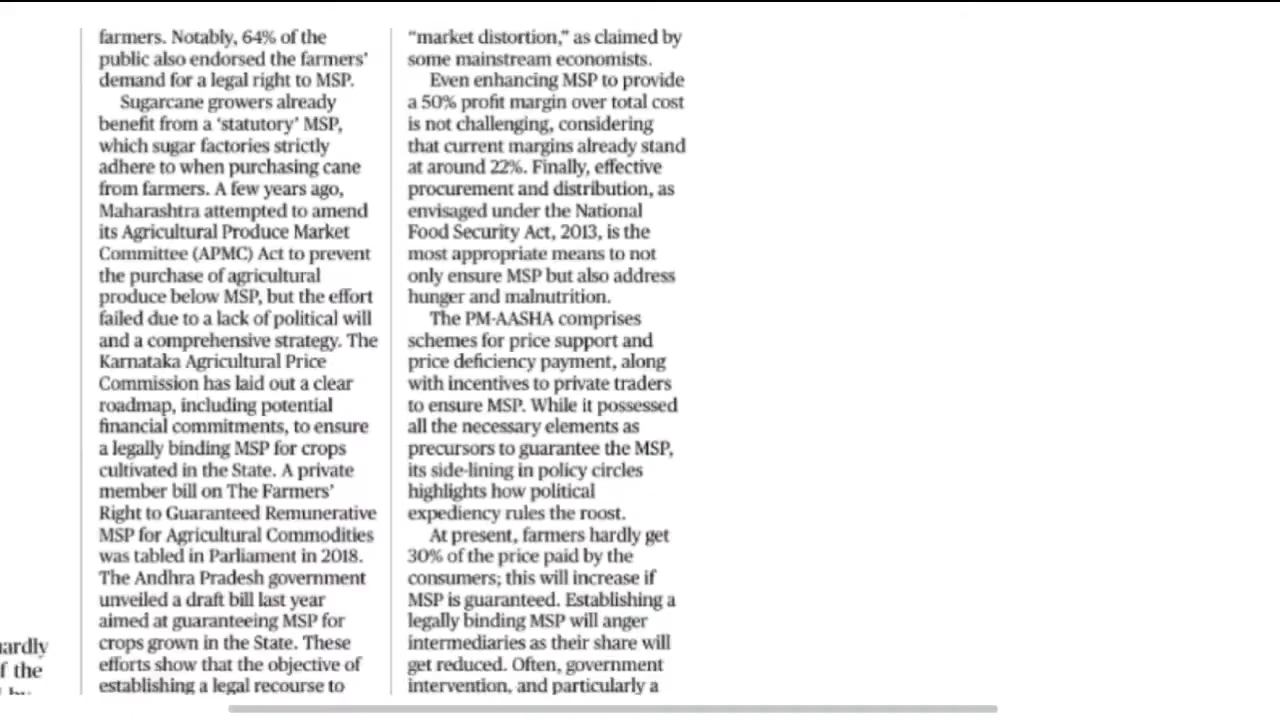 farmers. Notably, 64% of the
public also endorsed the farmers'
demand for a legal right to MSP.
Sugarcane growers already
benefit from a ‘statutory’ MSP,
which sugar factories strictly
adhere to when purchasing cane
from farmers. A few years ago,
Maharashtra attempted to amend
its Agricultural Produce Market
Committee (APMC) Act to prevent
the purchase of agricultural
produce below MSP, but the effort
failed due to a lack of political will
and a comprehensive strategy. The
Karnataka Agricultural Price
Commission has laid out a clear
roadmap, including potential
financial commitments, to ensure
a legally binding MSP for crops
cultivated in the State. A private
member bill on The Farmers’
Right to Guaranteed Remunerative
MSP for Agricultural Commodities
was tabled in Parliament in 2018.
The Andhra Pradesh government
unveiled a draft bill last year
aimed at guaranteeing MSP for
crops grown in the State. These
efforts show that the objective of
establishing a legal recourse to
“market distortion,” as claimed by
some mainstream economists.
Even enhancing MSP to provide
a 50% profit margin over total cost
is not challenging, considering
that current margins already stand
at around 22%. Finally, effective
procurement and distribution, as
envisaged under the National
Food Security Act, 2013, is the
most appropriate means to not
only ensure MSP but also address
hunger and malnutrition.
The PM-AASHA comprises
schemes for price support and
price deficiency payment, along
with incentives to private traders
to ensure MSP. While it possessed
all the necessary elements as
precursors to guarantee the MSP,
its side-lining in policy circles
highlights how political
expediency rules the roost.
At present, farmers hardly get
30% of the price paid by the
consumers; this will increase if
MSP is guaranteed. Establishing a
legally binding MSP will anger
intermediaries as their share will
get reduced. Often, government
intervention, and particularly a